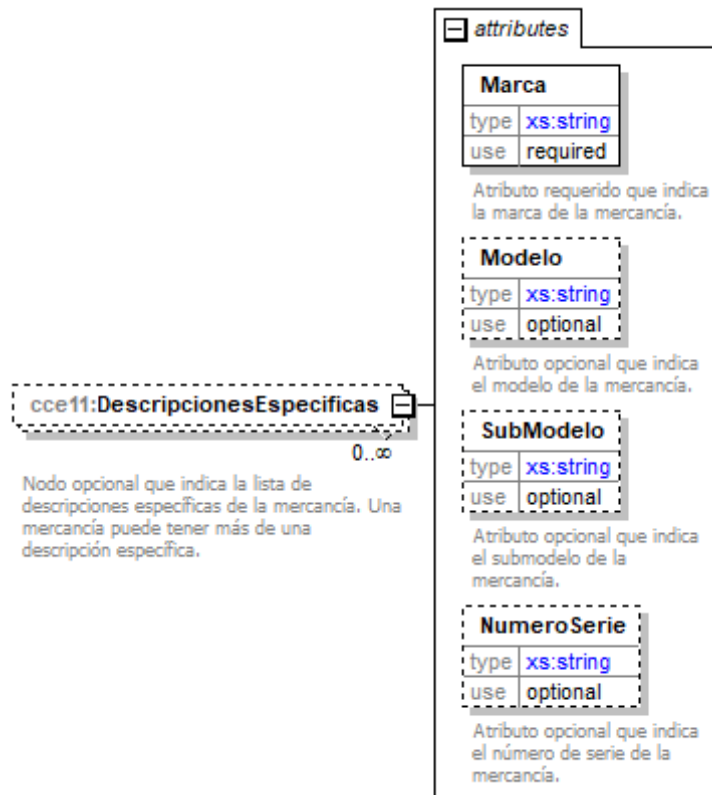 attributes
Marca
type xs:string
use required
Atributo requerido que indica
la marca de la mercancía.
Modelo
type xs:string
use optional
Atributo opcional que indica
el modelo de la mercancía.
cce11:DescripcionesEspecificas
0..∞
Nodo opcional que indica la lista de
descripciones específicas de la mercancía. Una
mercancía puede tener más de una
descripción específica.
SubModelo
type xs:string
use optional
Atributo opcional que indica
el submodelo de la
mercancía.
NumeroSerie
type xs:string
use optional
Atributo opcional que indica
el número de serie de la
mercancía.